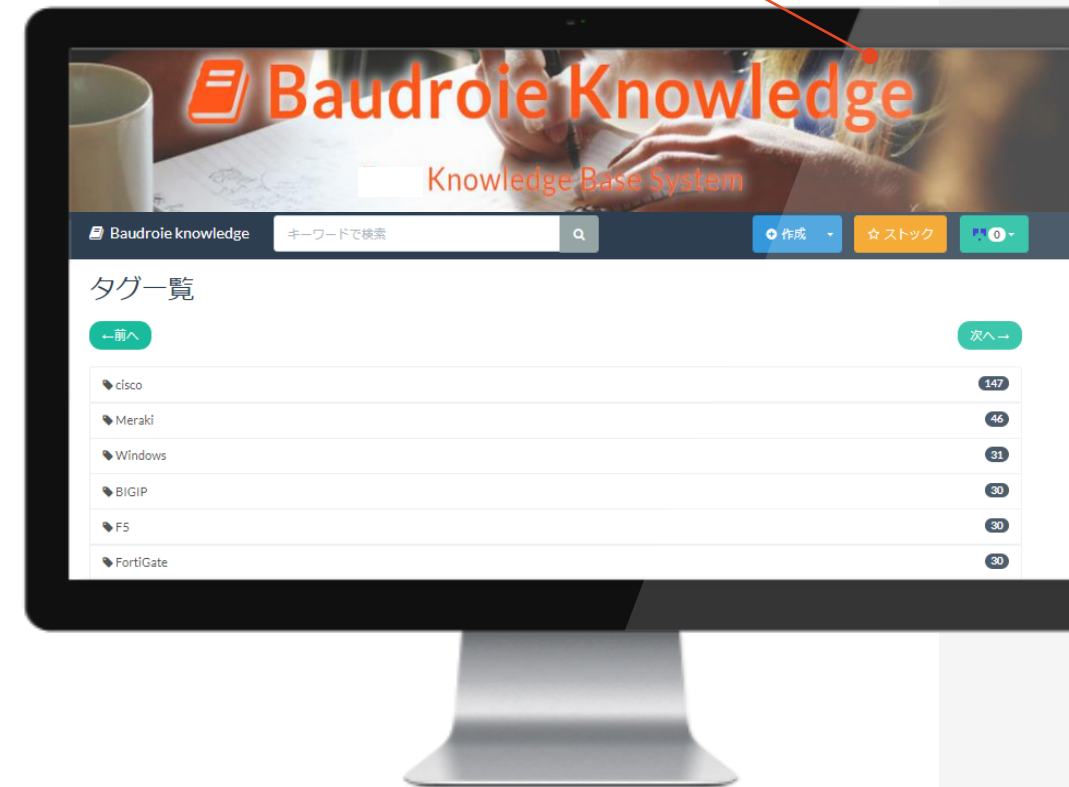 Baudroie Knowledge
Knowledge Base System
Baudroie knowledge
キーワードで検索
作成
ストック
0
タグ一覧
←前へ
次へ→
cisco 147
Meraki 46
Windows 31
BIGIP 30
F5 30
FortiGate 30